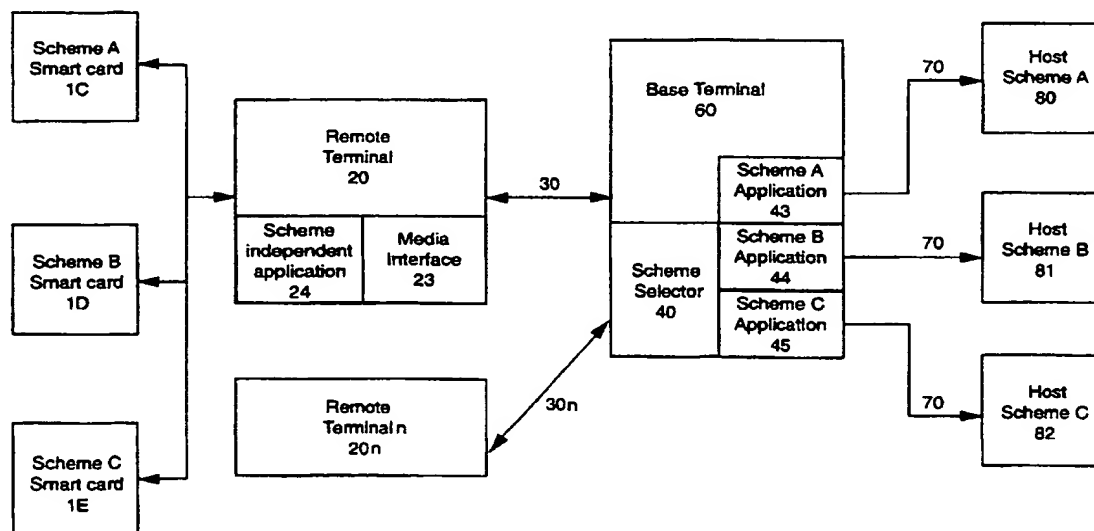 Scheme A
Smart card
1C
Scheme B
Smart card
1D
Scheme C
Smart card
1E
Remote
Terminal
20
Scheme
independent
application
24
Media
Interface
23
Remote
Terminal n
20n
30
30n
Base Terminal
60
Scheme A
Application
43
Scheme
Selector
40
Scheme B
Application
44
Scheme C
Application
45
70
70
70
Host
Scheme A
80
Host
Scheme B
81
Host
Scheme C
82